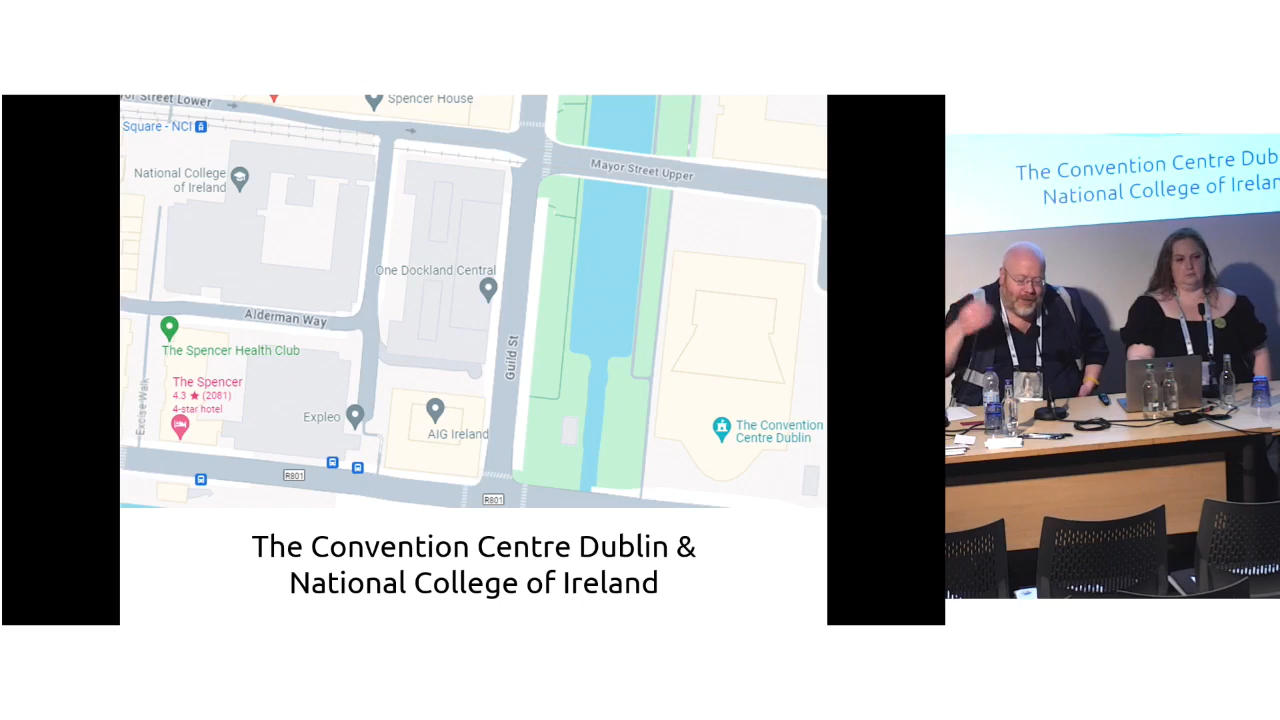 or Street Lower
Spencer House
Square - NCI
Mayor Street Upper
National College
of Ireland
One Dockland Central
Alderman Way
Guild St
The Spencer Health Club
The Spencer
4.3 ★ (2081)
4-star hotel
Excise Walk
Expleo
AIG Ireland
The Convention
Centre Dublin
R801
R801
The Convention Centre Dublin &
National College of Ireland
The Convention Centre Dub
National College of Irelan